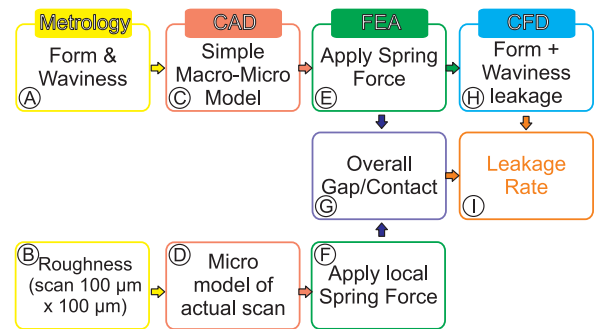 Metrology
CAD
FEA
CFD
Form &
Waviness
A
Simple
Macro-Micro
Model
C
Apply Spring
Force
E
Form +
Waviness
leakage
H
Overall
Gap/Contact
G
Leakage
Rate
I
B
Roughness
(scan 100 µm
x 100 µm)
D
Micro
model of
actual scan
F
Apply local
Spring Force